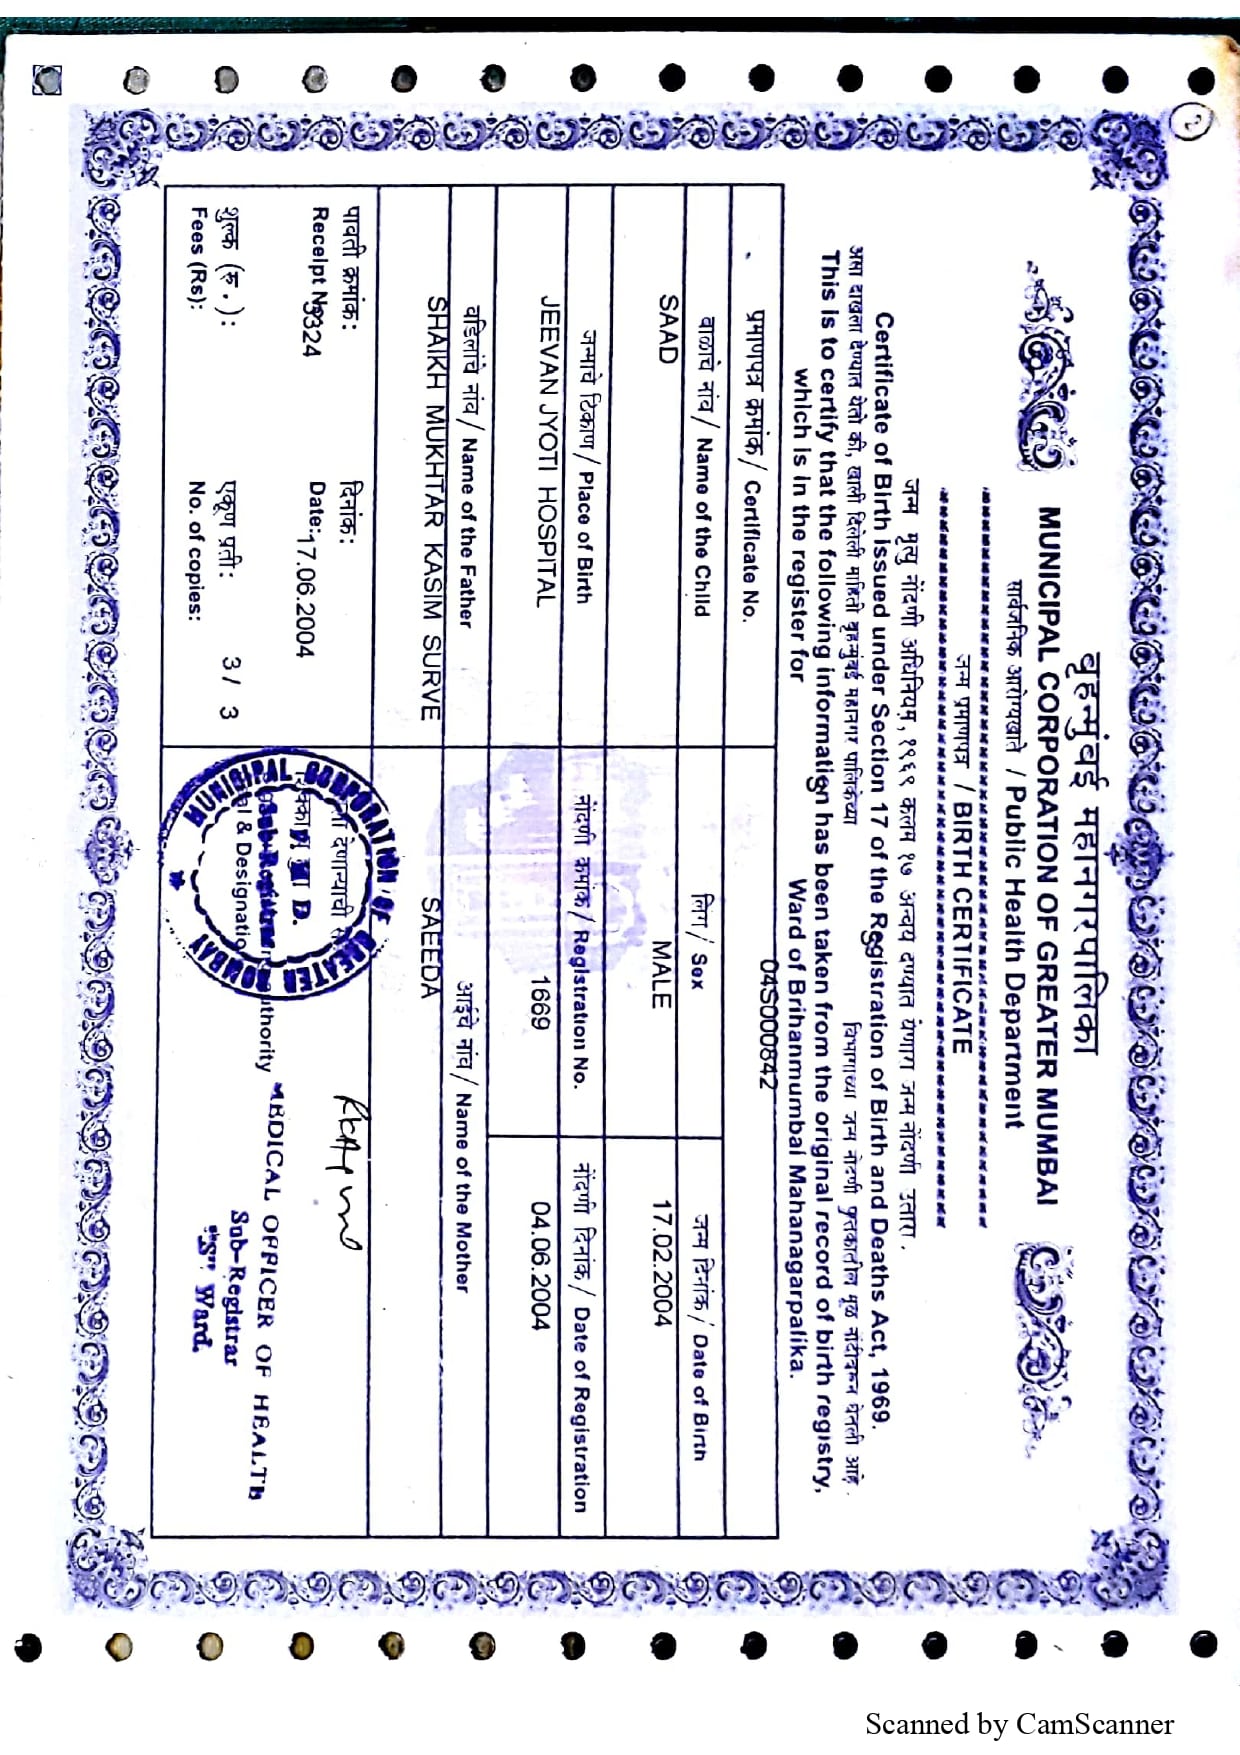 बृहन्मुंबई महानगरपालिका
MUNICIPAL CORPORATION OF GREATER MUMBAI
सार्वजनिक आरोग्यखाते / Public Health Department
जन्म प्रमाणपत्र / BIRTH CERTIFICATE
जन्म मृत्यु नोंदणी अधिनियम, १९६९ कलम १७ अन्वये देण्यात येणारा जन्म नोंदणी उतारा .
Certificate of Birth issued under Section 17 of the Registration of Birth and Deaths Act, 1969.
असा दाखला देण्यात येतो की, खाली दिलेली माहिती बृहन्मुंबई महानगर पालिकेच्या विभागाच्या जन्म नोंदणी पुस्तकातील मूळ नोंदीवरून घेतली आहे .
This is to certify that the following information has been taken from the original record of birth registry,
which is in the register for Ward of Brihanmumbai Mahanagarpalika.
प्रमाणपत्र क्रमांक/ Certificate No. 04S000842
बाळाचे नांव/ Name of the Child लिंग/ Sex जन्म दिनांक/ Date of Birth
SAAD MALE 17.02.2004
जन्माचे ठिकाण/ Place of Birth नोंदणी क्रमांक/ Registration No. नोंदणी दिनांक/ Date of Registration
JEEVAN JYOTI HOSPITAL 1669 04.06.2004
वडिलांचे नांव/ Name of the Father आईचे नांव/ Name of the Mother
SHAIKH MUKHTAR KASIM SURVE SAEEDA
पावती क्रमांक: दिनांक:
Receipt No 3324 Date:17.06.2004
शुल्क (रु.): एकूण प्रती: 3/ 3
Fees (Rs): No. of copies:
MUNICIPAL CORPORATION OF GREATER BOMBAY
MEDICAL OFFICER OF HEALTH
Sub-Registrar
"S" Ward.
2
Scanned by CamScanner